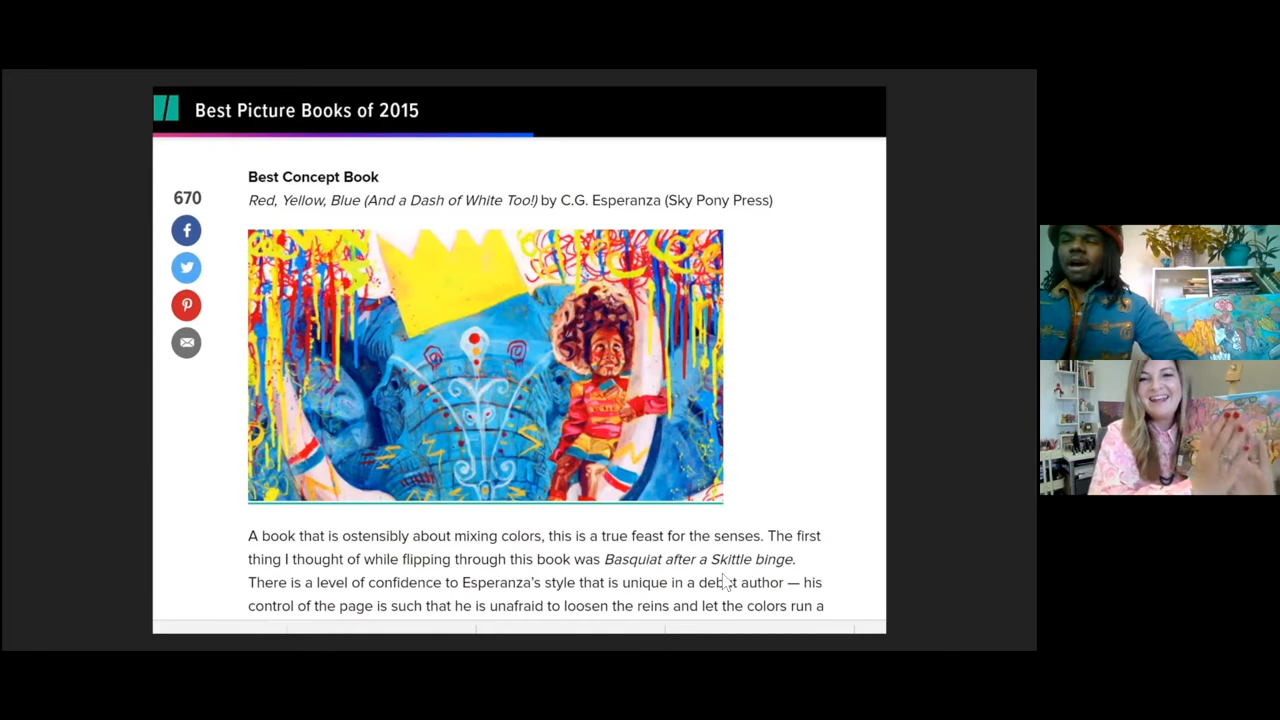 Best Picture Books of 2015
Best Concept Book
Red, Yellow, Blue (And a Dash of White Too!) by C.G. Esperanza (Sky Pony Press)
670
A book that is ostensibly about mixing colors, this is a true feast for the senses. The first
thing I thought of while flipping through this book was Basquiat after a Skittle binge.
There is a level of confidence to Esperanza's style that is unique in a debut author — his
control of the page is such that he is unafraid to loosen the reins and let the colors run a